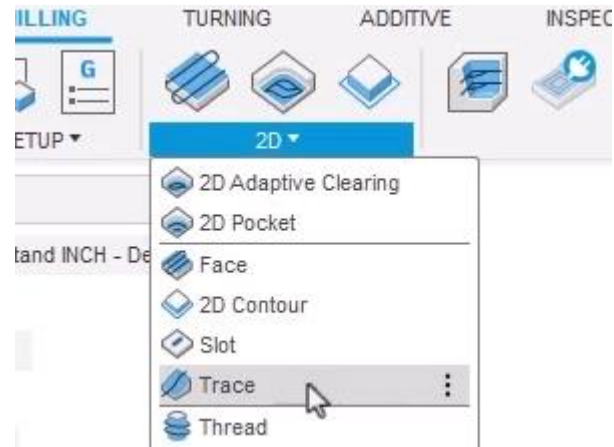 ILLING TURNING ADDITIVE INSPEC
G
ETUP 2D
2D Adaptive Clearing
2D Pocket
tand INCH - De
Face
2D Contour
Slot
Trace
Thread